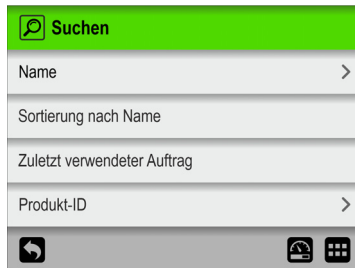 Suchen
Name
Sortierung nach Name
Zuletzt verwendeter Auftrag
Produkt-ID